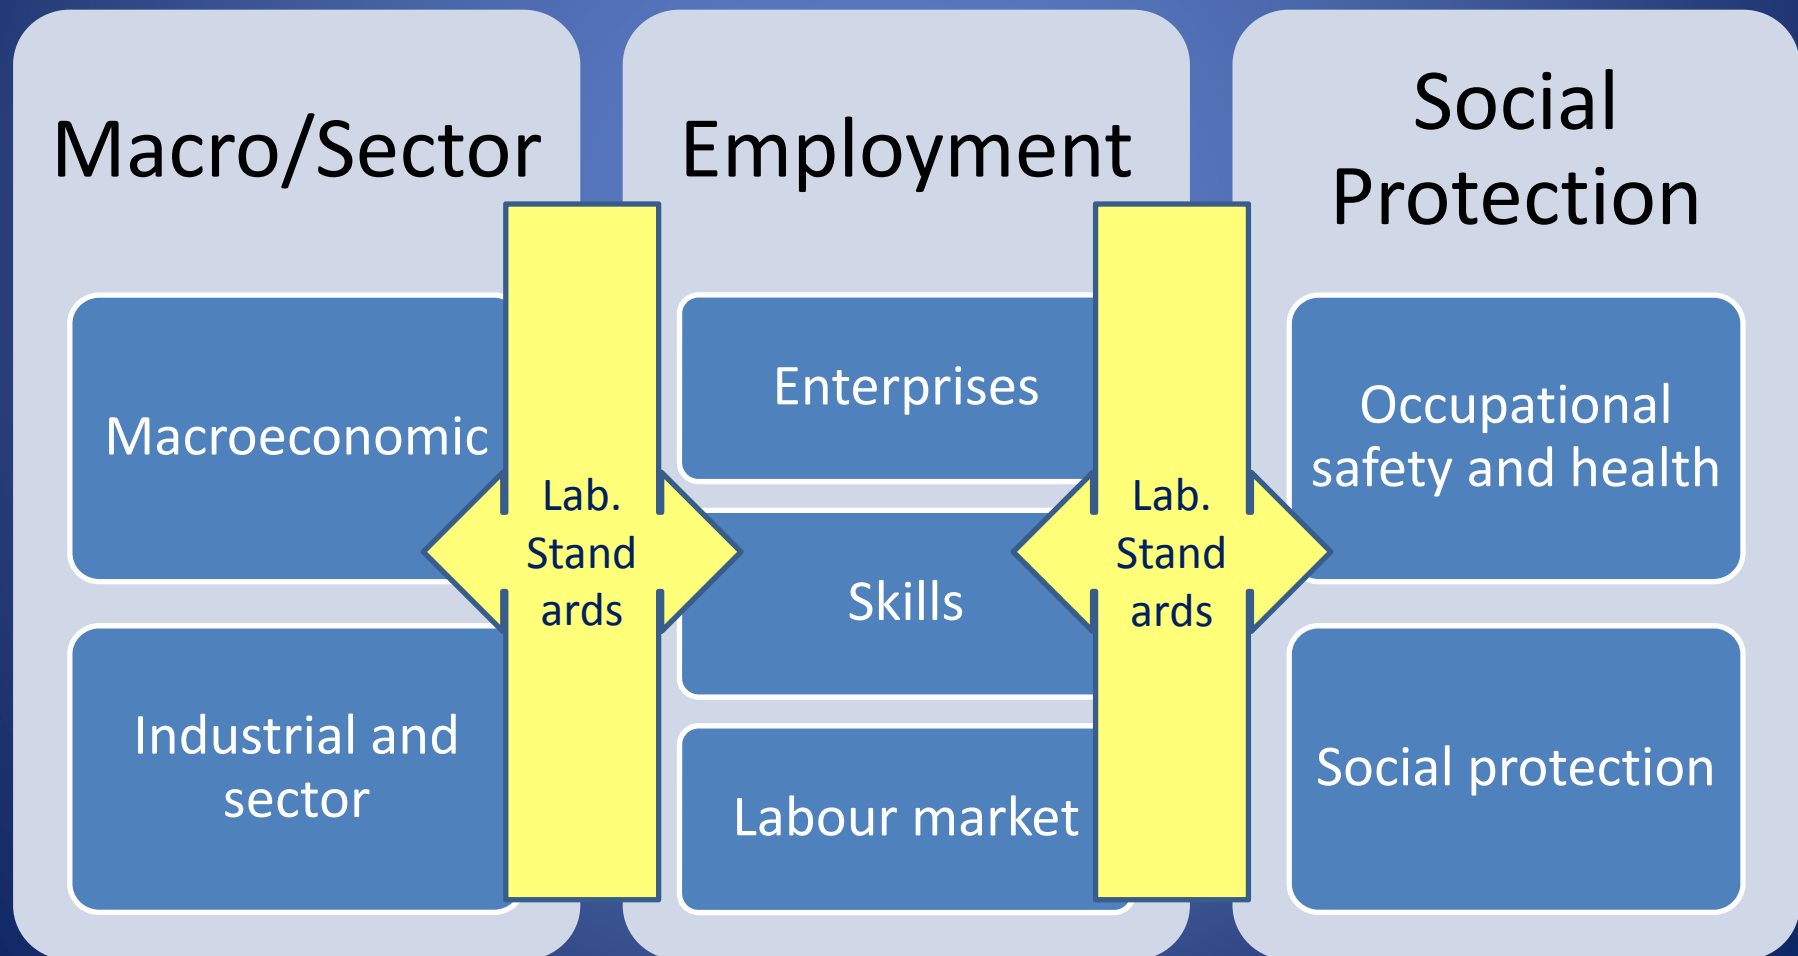 Macro/Sector
Macroeconomic
Industrial and
sector
Lab.
Stand
ards
Employment
Enterprises
Skills
Labour market
Lab.
Stand
ards
Social
Protection
Occupational
safety and health
Social protection